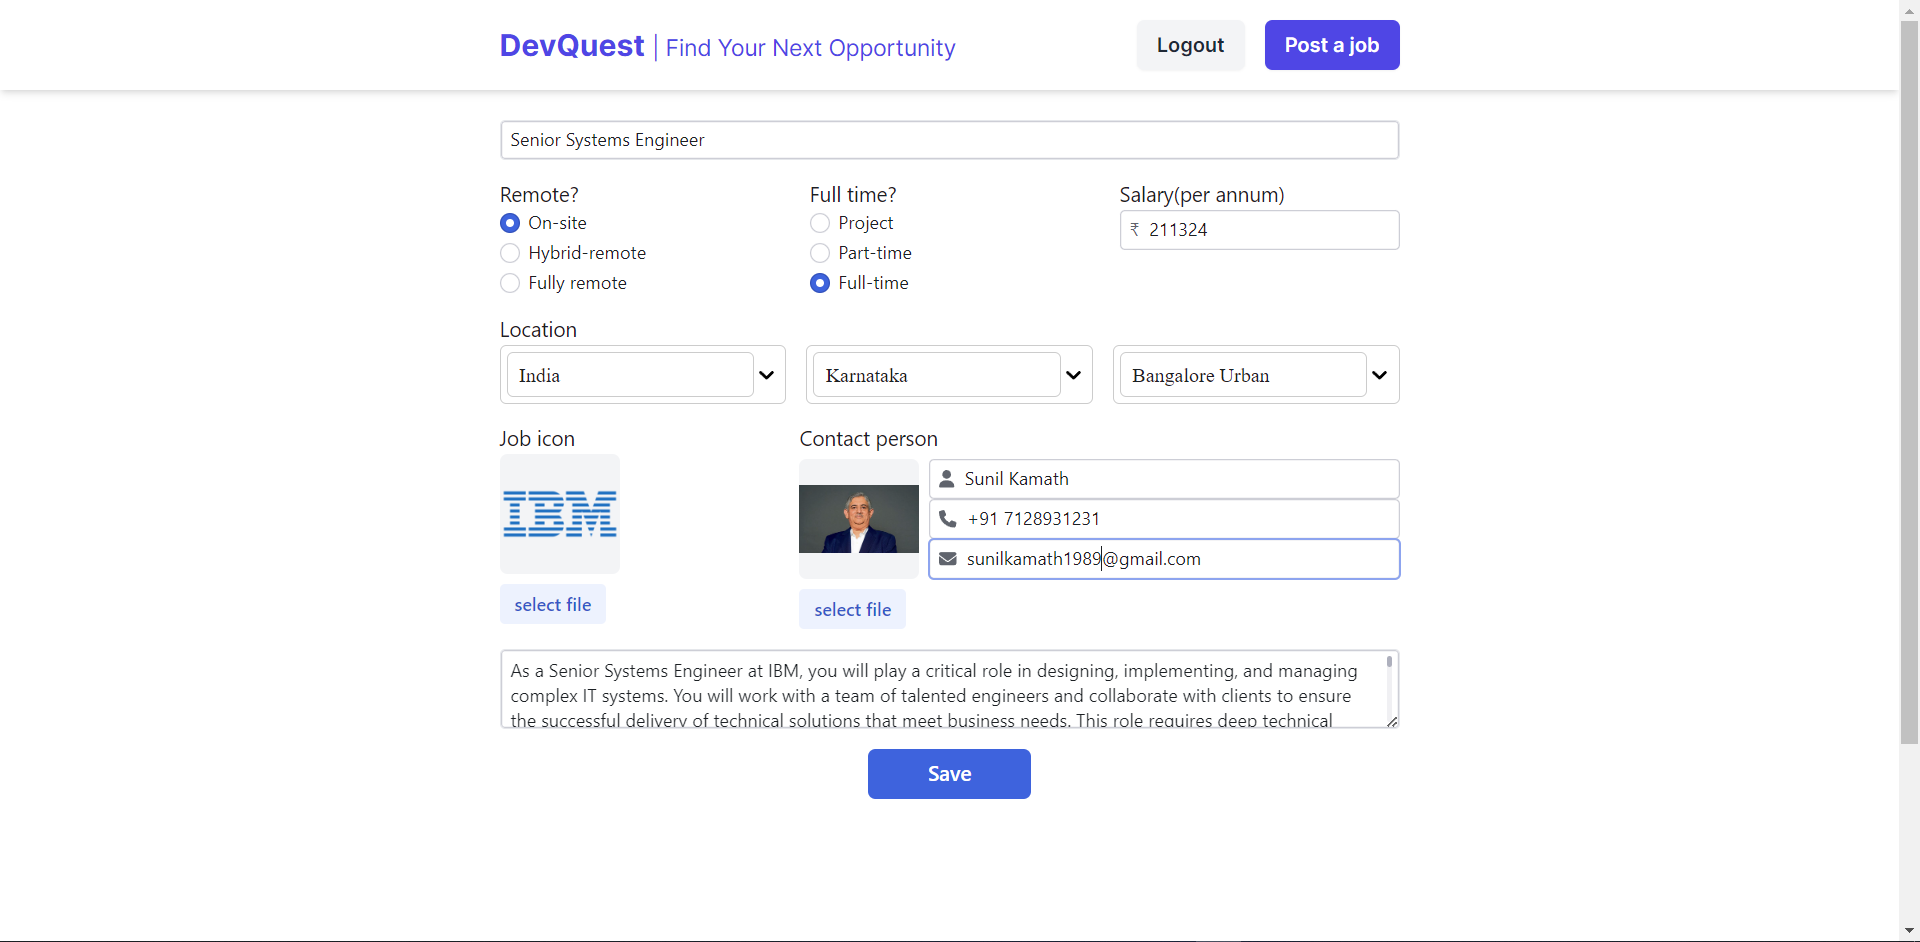 DevQuest | Find Your Next Opportunity
Logout
Post a job
Senior Systems Engineer
Remote?
On-site
Hybrid-remote
Fully remote
Full time?
Project
Part-time
Full-time
Salary(per annum)
₹ 211324
Location
India
Karnataka
Bangalore Urban
Job icon
IBM
select file
Contact person
Sunil Kamath
+91 7128931231
sunilkamath1989@gmail.com
select file
As a Senior Systems Engineer at IBM, you will play a critical role in designing, implementing, and managing
complex IT systems. You will work with a team of talented engineers and collaborate with clients to ensure
the successful delivery of technical solutions that meet business needs. This role requires deep technical
Save